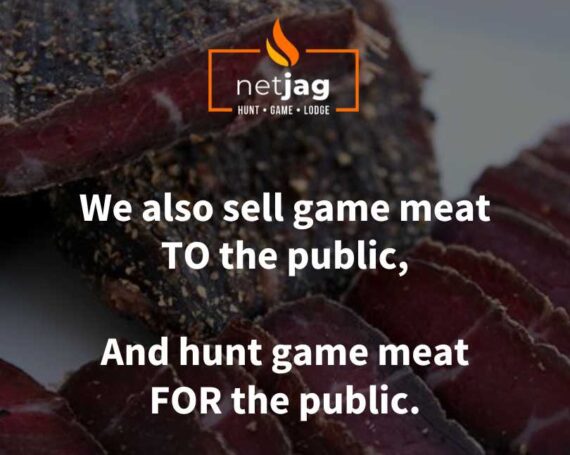 netjag
HUNT • GAME • LODGE
We also sell game meat
TO the public,
And hunt game meat
FOR the public.